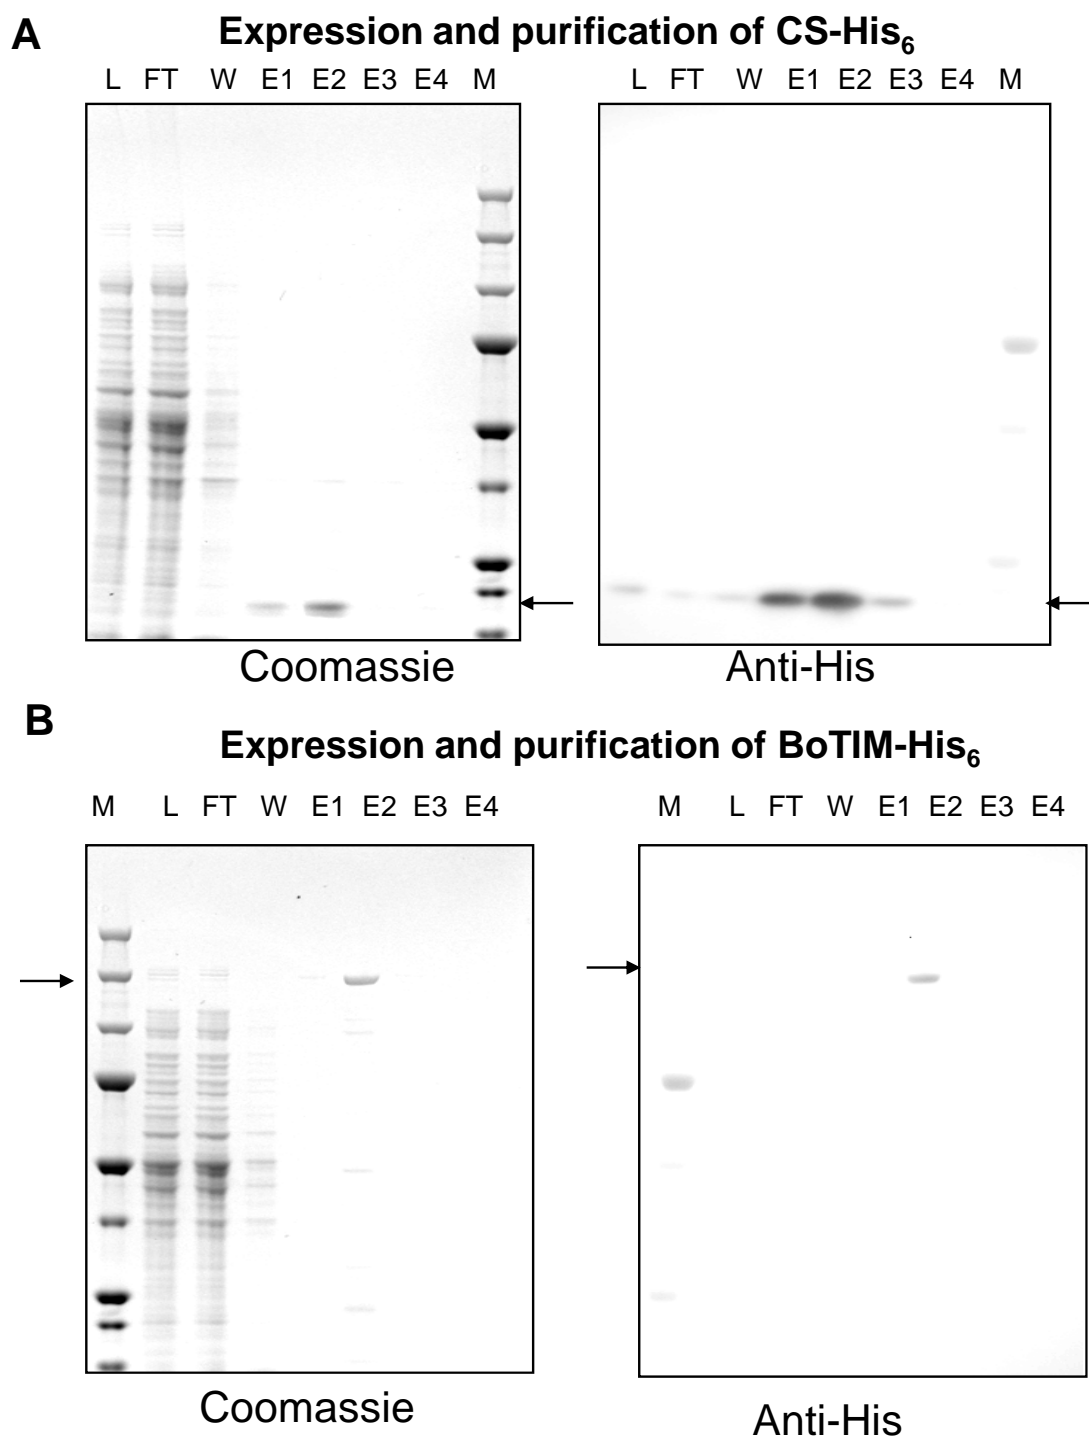 A
Expression and purification of CS-His₆
L FT W E1 E2 E3 E4 M
L FT W E1 E2 E3 E4 M
Coomassie
Anti-His
B
Expression and purification of BoTIM-His₆
M L FT W E1 E2 E3 E4
M L FT W E1 E2 E3 E4
Coomassie
Anti-His